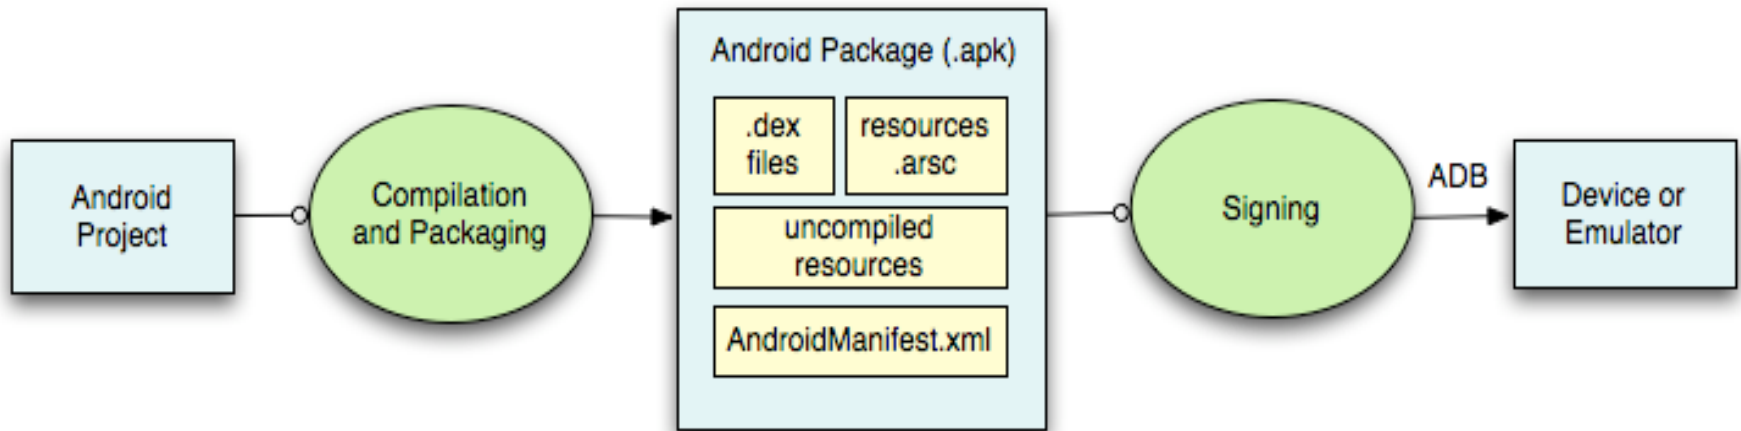 Android
Project
Compilation
and Packaging
Android Package (.apk)
.dex
files
resources
.arsc
uncompiled
resources
AndroidManifest.xml
Signing
ADB
Device or
Emulator